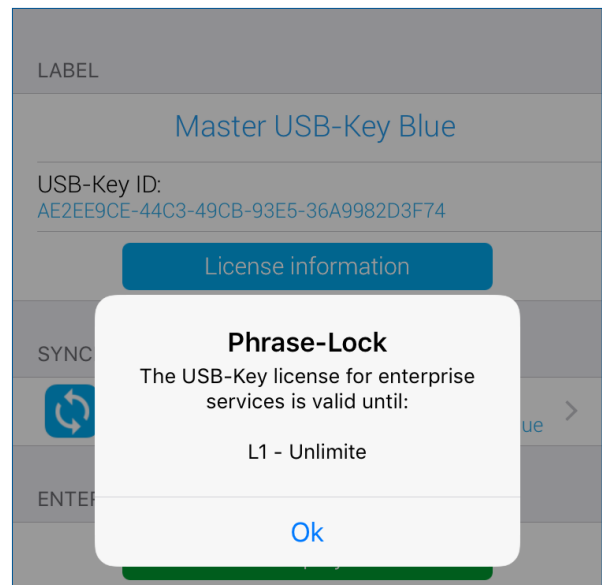 LABEL
Master USB-Key Blue
USB-Key ID:
AE2EE9CE-44C3-49CB-93E5-36A9982D3F74
License information
SYNC
Phrase-Lock
The USB-Key license for enterprise
services is valid until:
ue
L1 - Unlimite
ENTER
Ok